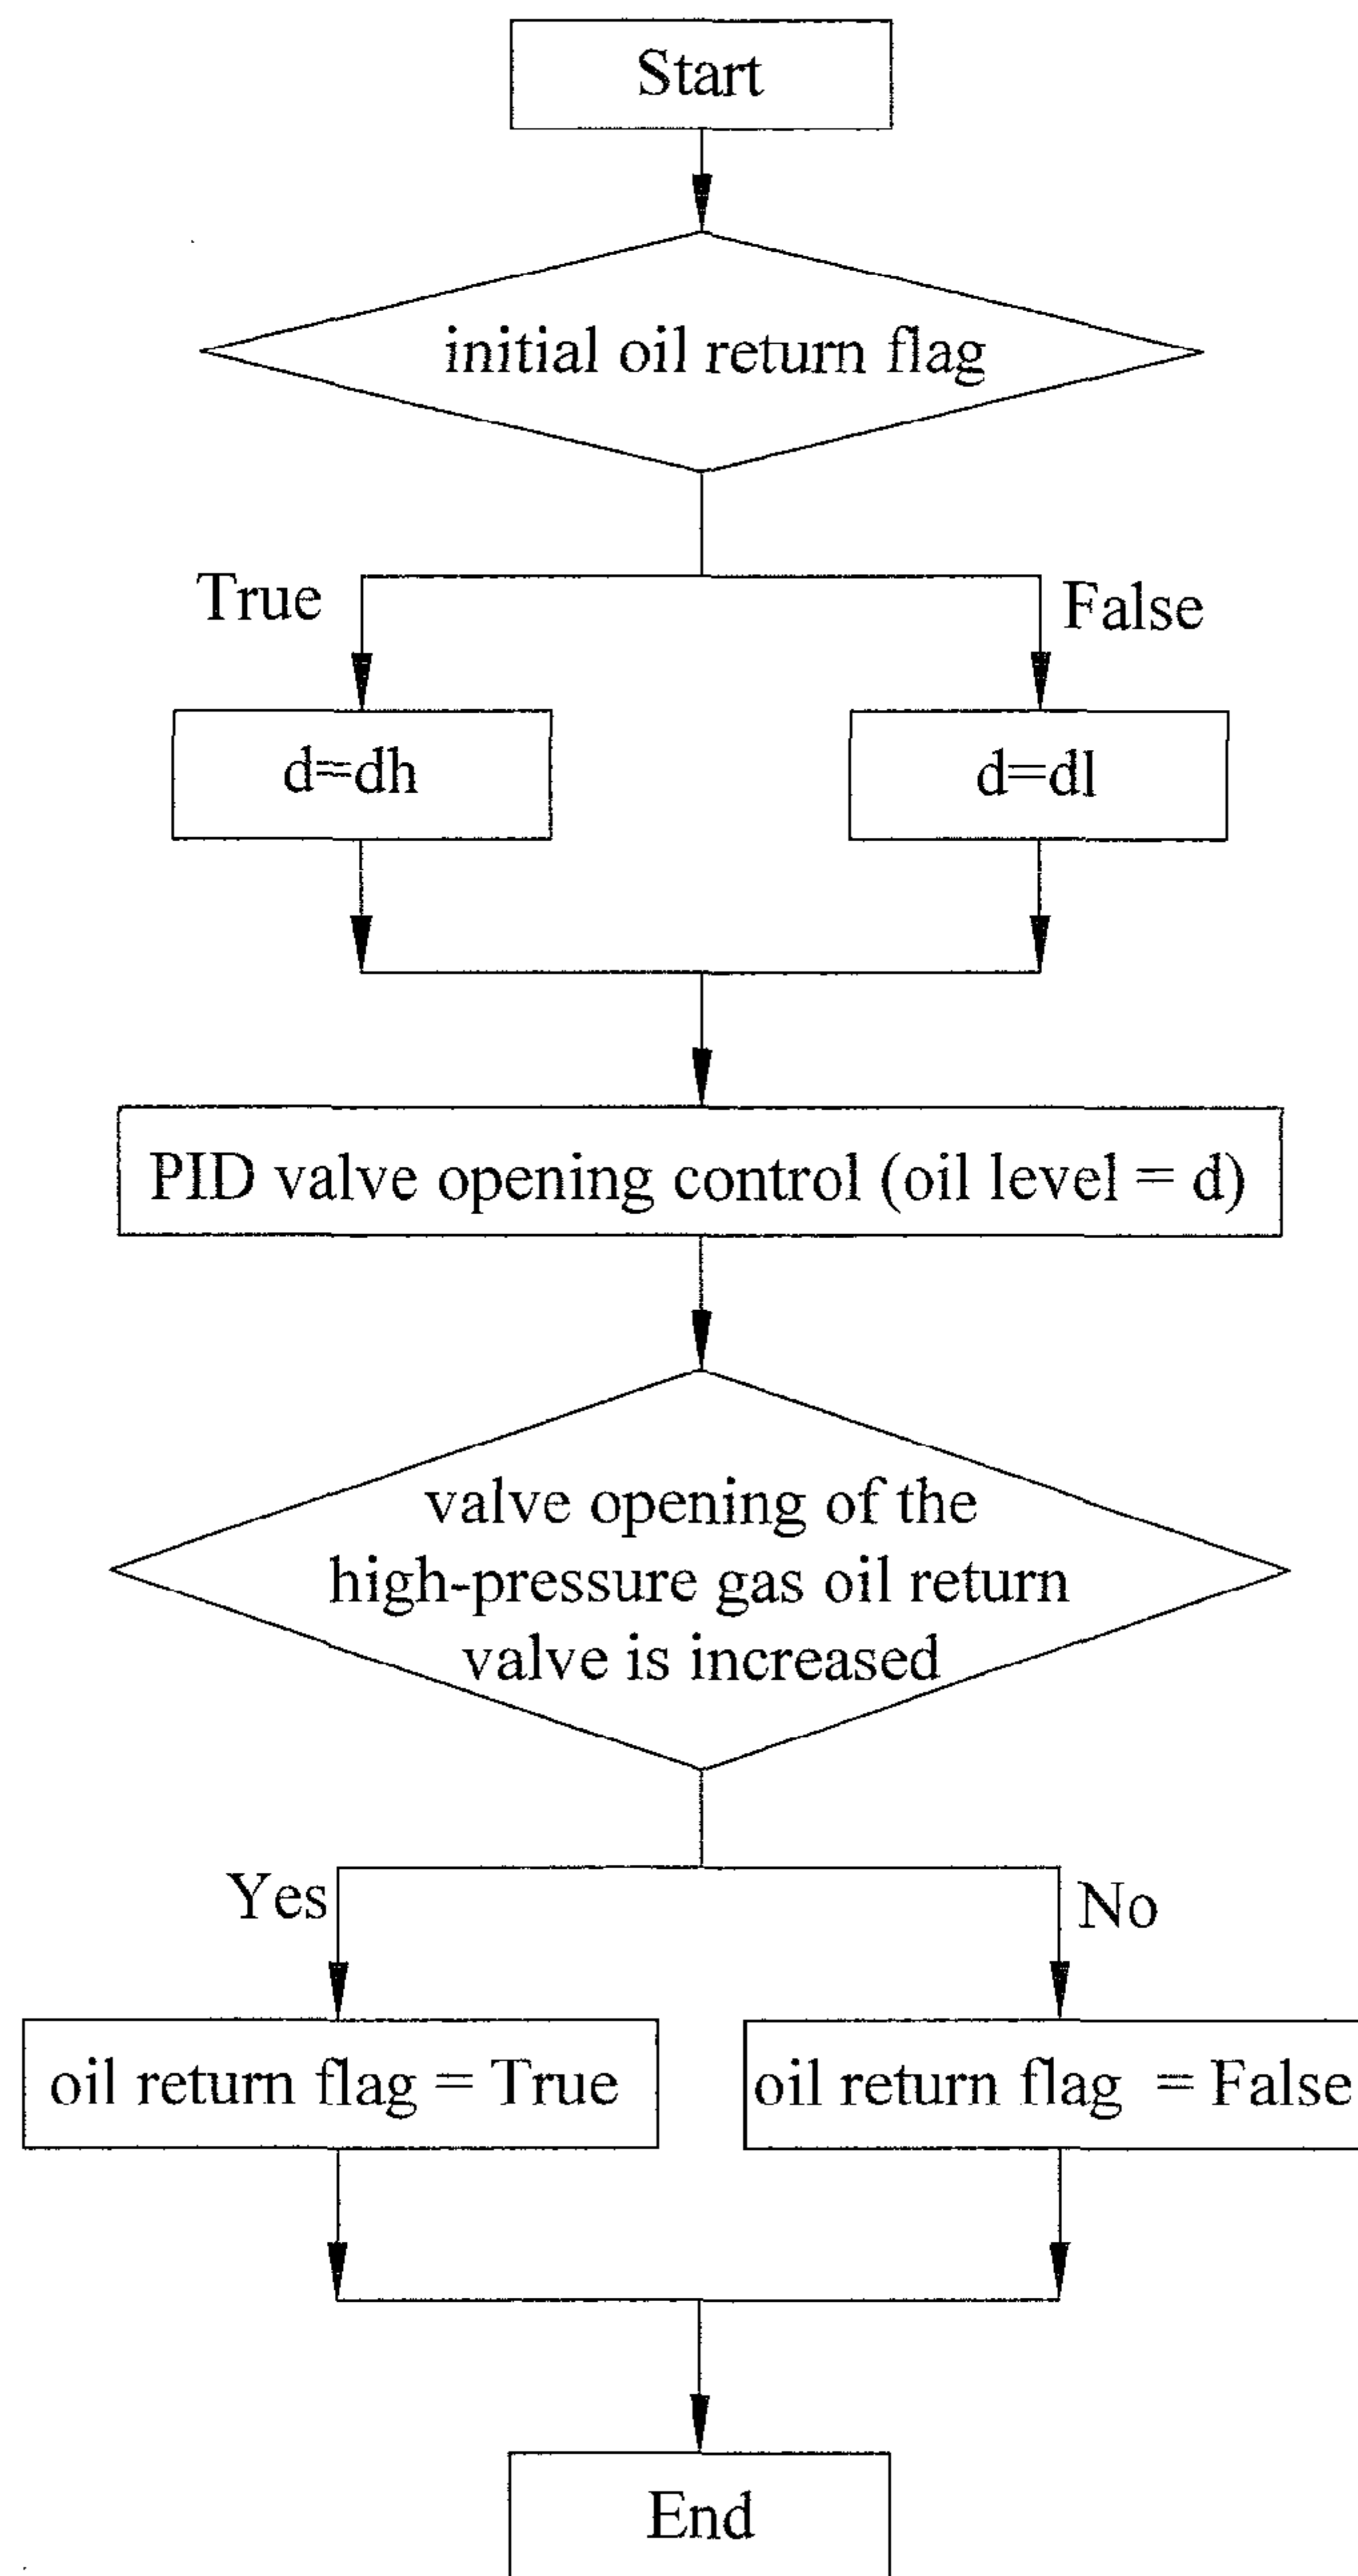 Start
initial oil return flag
True
False
d=dh
d=dl
PID valve opening control (oil level = d)
valve opening of the
high-pressure gas oil return
valve is increased
Yes
No
oil return flag = True
oil return flag = False
End